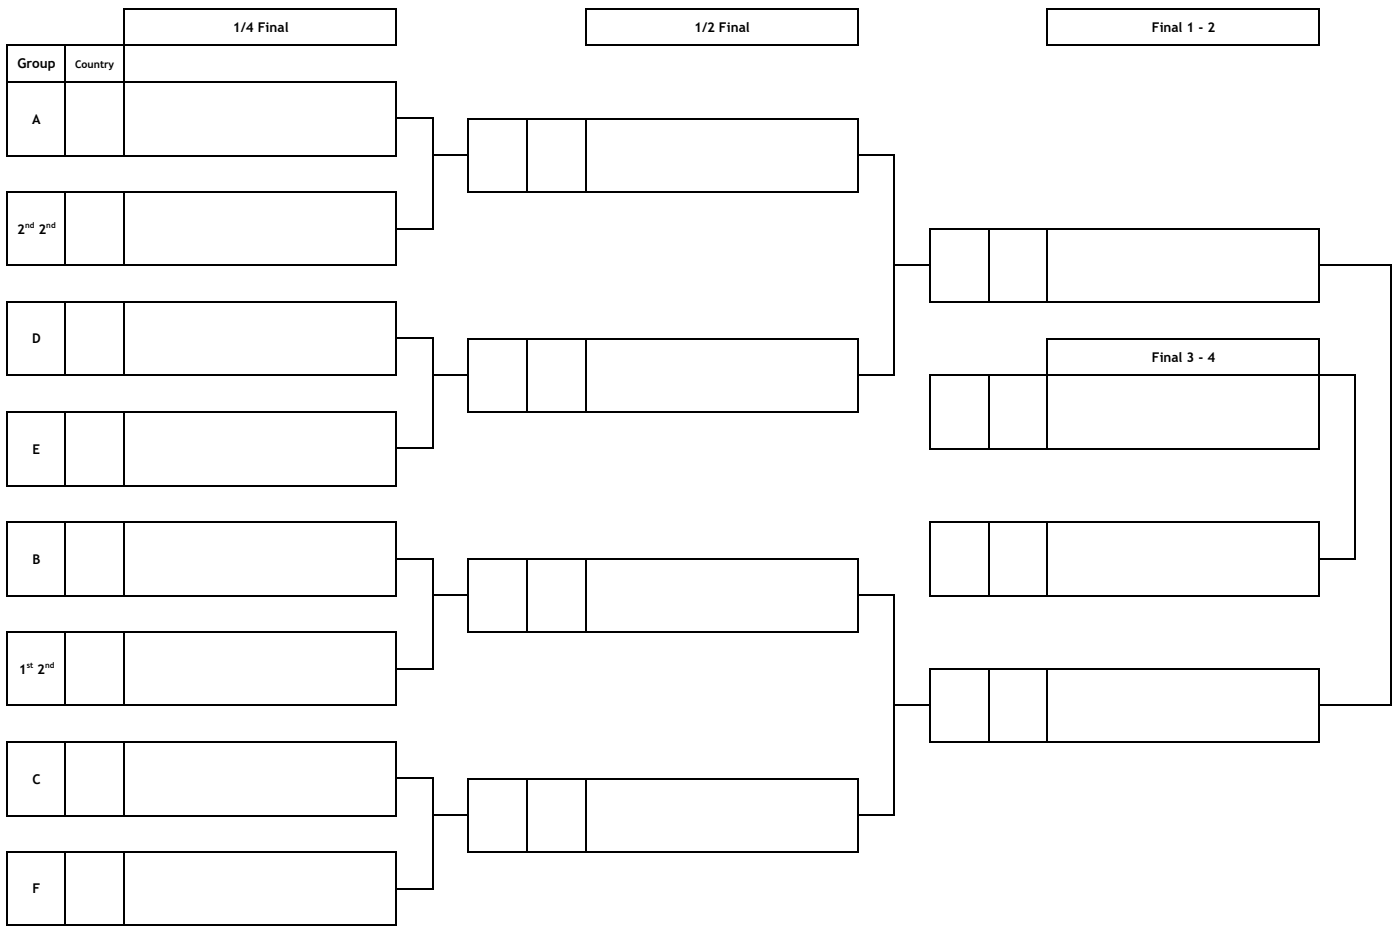 1/4 Final
1/2 Final
Final 1 - 2
Group
Country
A
2nd 2nd
D
Final 3 - 4
E
B
1st 2nd
C
F